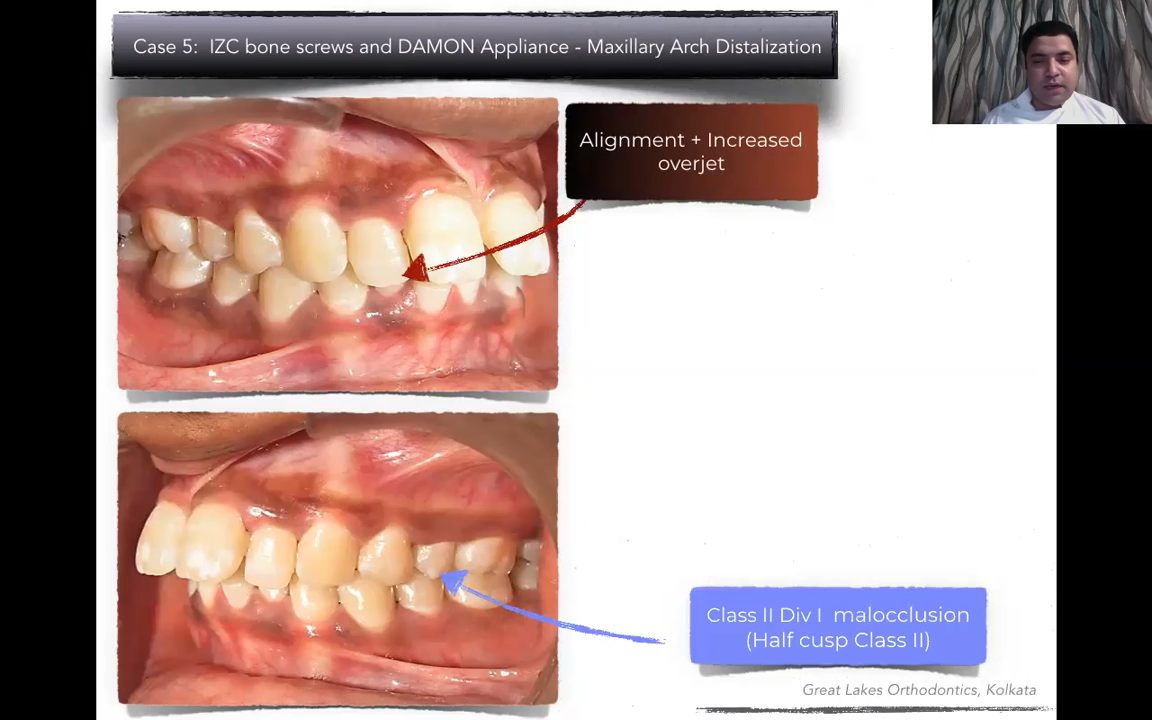 Case 5: IZC bone screws and DAMON Appliance - Maxillary Arch Distalization
Alignment + Increased
overjet
Class II Div I malocclusion
(Half cusp Class II)
Great Lakes Orthodontics, Kolkata